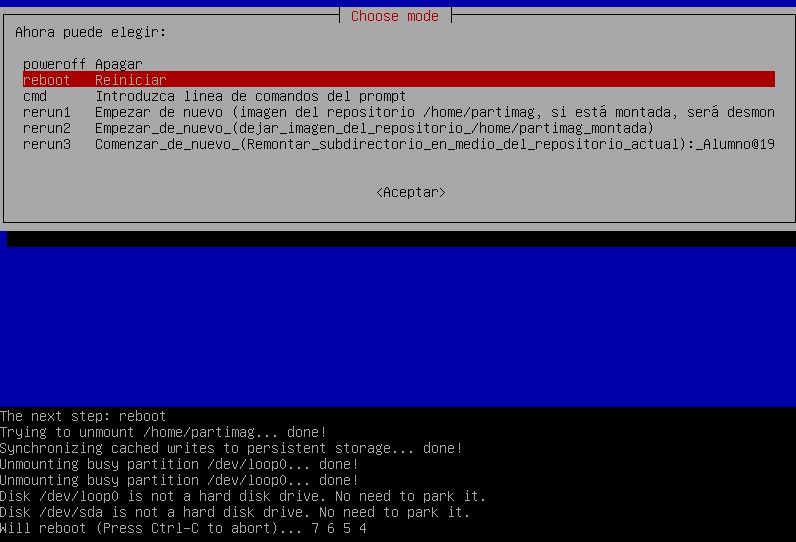 Choose mode
Ahora puede elegir:
poweroff Apagar
reboot Reiniciar
cmd Introduzca linea de comandos del prompt
rerun1 Empezar de nuevo (imagen del repositorio /home/partimag, si está montada, será desmon
rerun2 Empezar_de_nuevo_(dejar_imagen_del_repositorio_/home/partimag_montada)
rerun3 Comenzar_de_nuevo_(Remontar_subdirectorio_en_medio_del_repositorio_actual):_Alumno@19
<Aceptar>
The next step: reboot
Trying to unmount /home/partimag... done!
Synchronizing cached writes to persistent storage... done!
Unmounting busy partition /dev/loop0... done!
Unmounting busy partition /dev/loop0... done!
Disk /dev/loop0 is not a hard disk drive. No need to park it.
Disk /dev/sda is not a hard disk drive. No need to park it.
Will reboot (Press Ctrl-C to abort)... 7 6 5 4